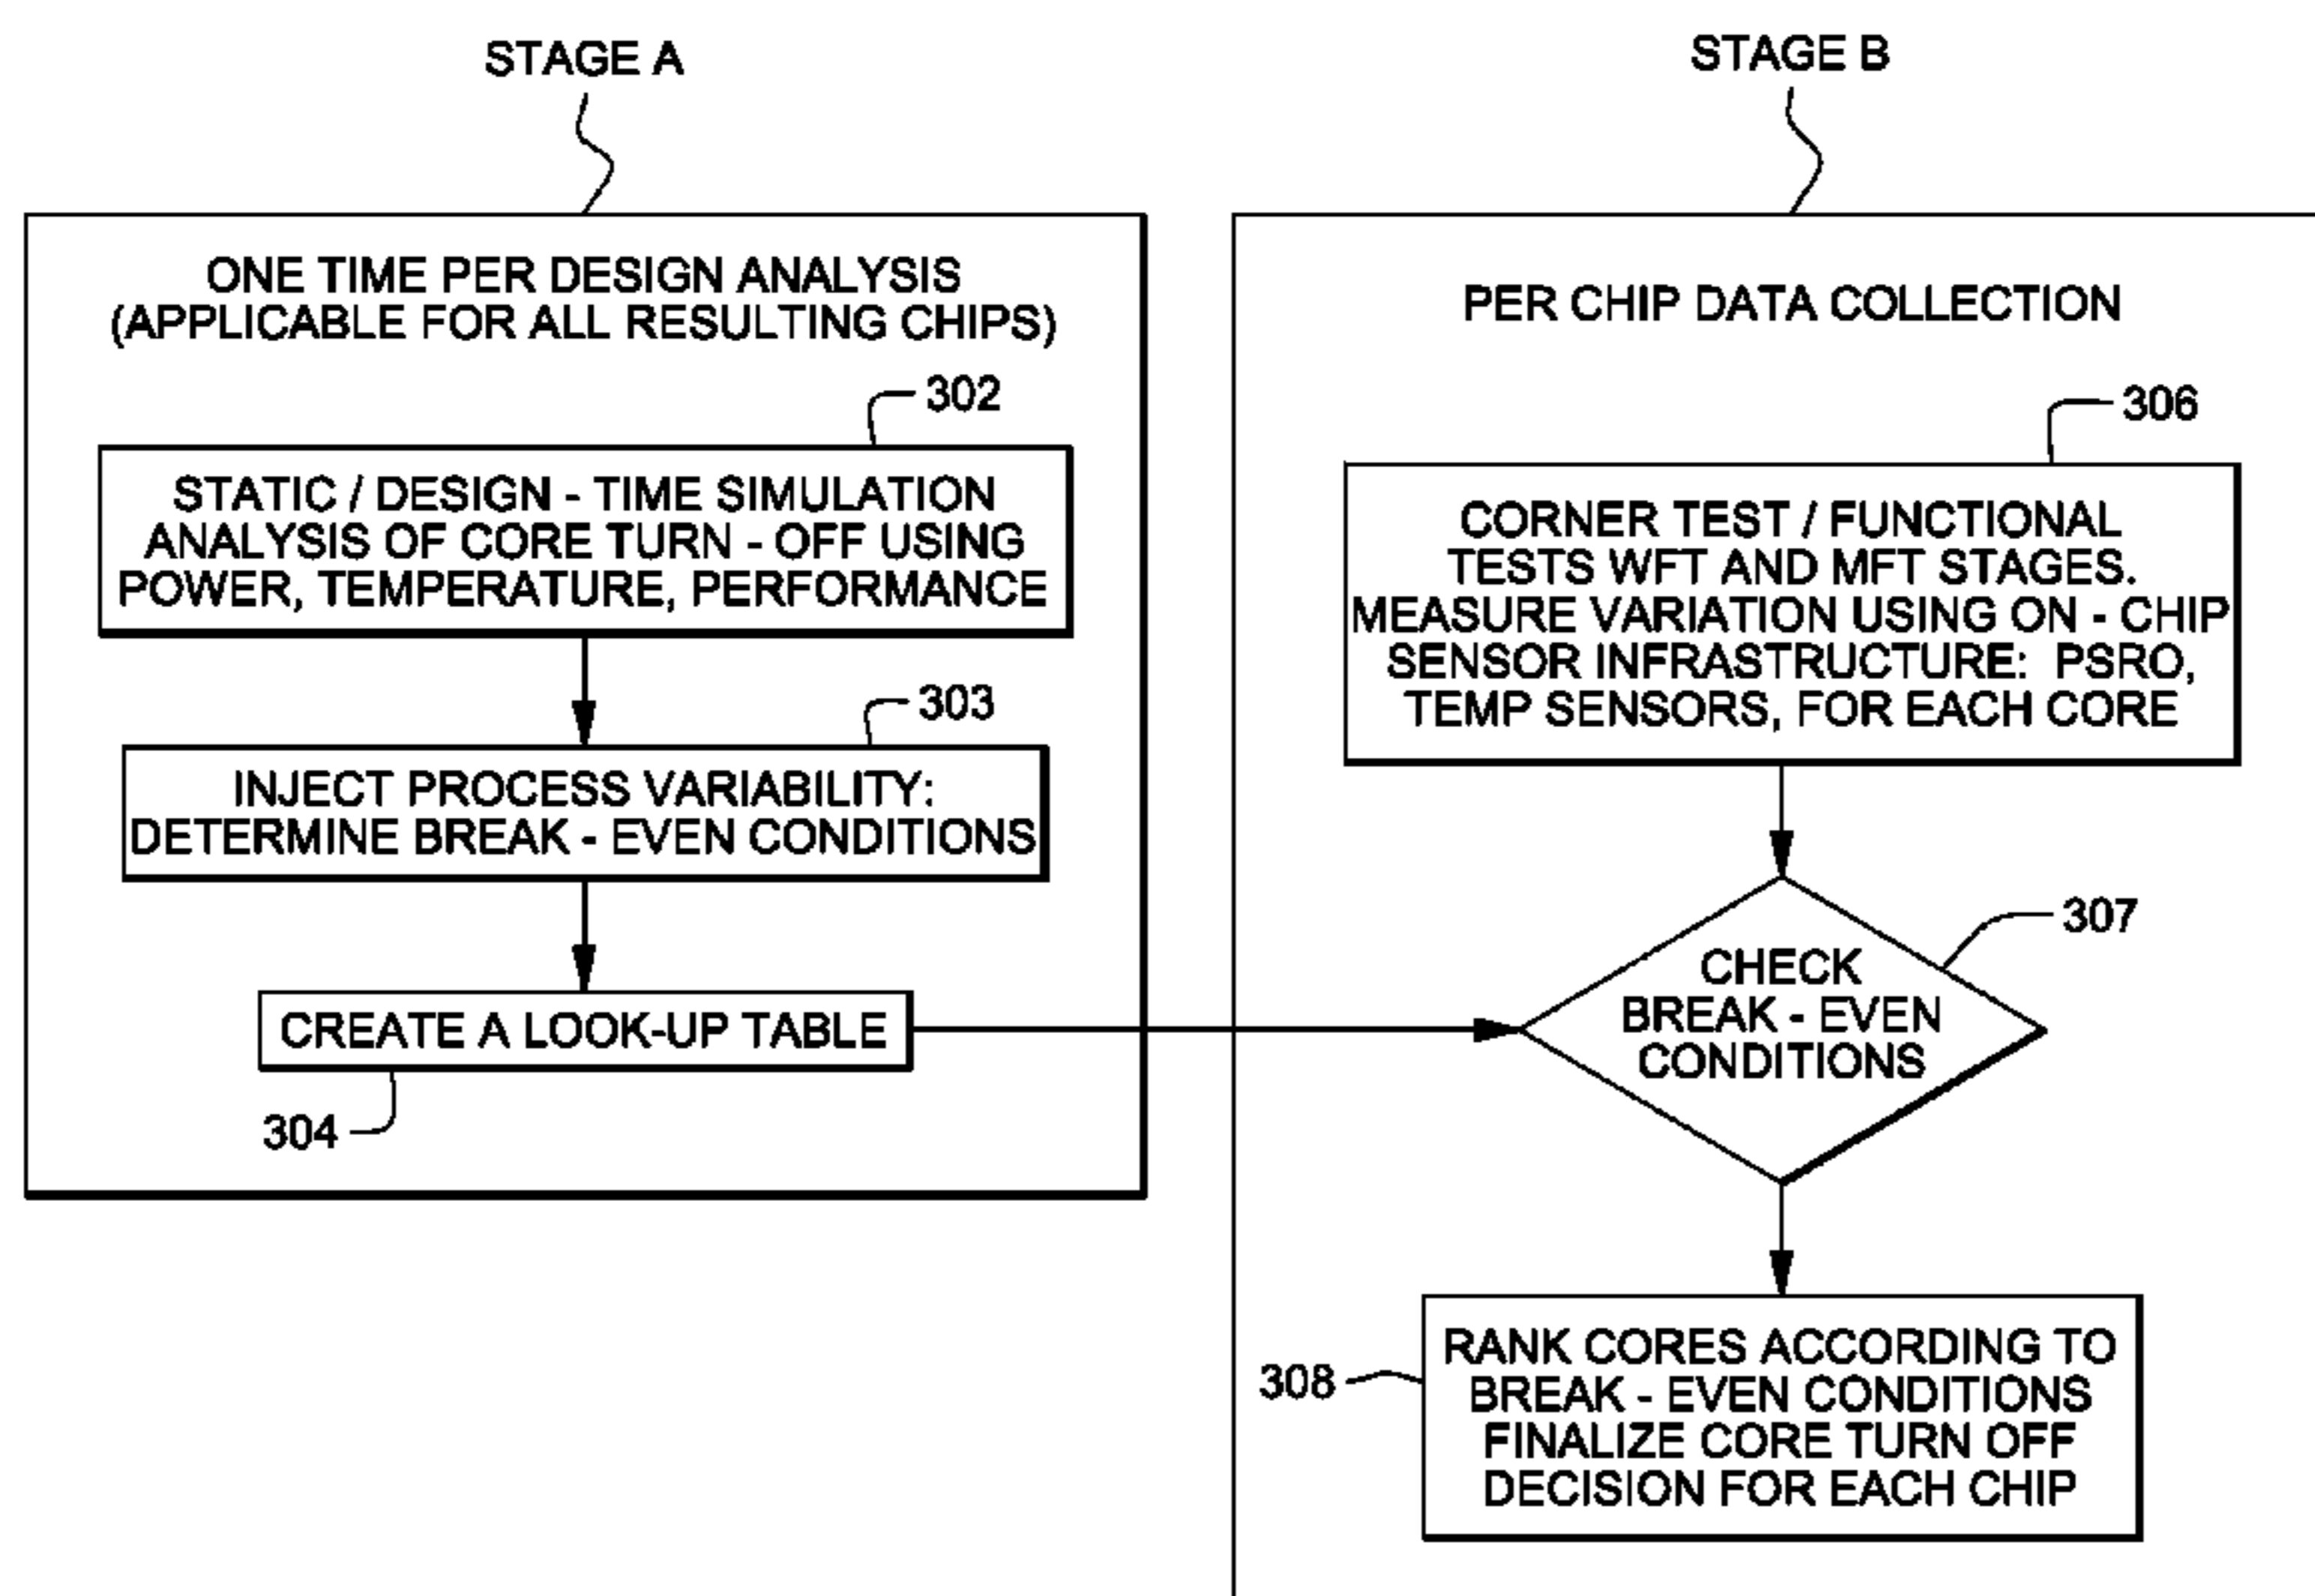 STAGE A
ONE TIME PER DESIGN ANALYSIS
(APPLICABLE FOR ALL RESULTING CHIPS)
302
STATIC / DESIGN - TIME SIMULATION
ANALYSIS OF CORE TURN - OFF USING
POWER, TEMPERATURE, PERFORMANCE
303
INJECT PROCESS VARIABILITY:
DETERMINE BREAK - EVEN CONDITIONS
CREATE A LOOK-UP TABLE
304
STAGE B
PER CHIP DATA COLLECTION
306
CORNER TEST / FUNCTIONAL
TESTS WFT AND MFT STAGES.
MEASURE VARIATION USING ON - CHIP
SENSOR INFRASTRUCTURE: PSRO,
TEMP SENSORS, FOR EACH CORE
307
CHECK
BREAK - EVEN
CONDITIONS
308
RANK CORES ACCORDING TO
BREAK - EVEN CONDITIONS
FINALIZE CORE TURN OFF
DECISION FOR EACH CHIP